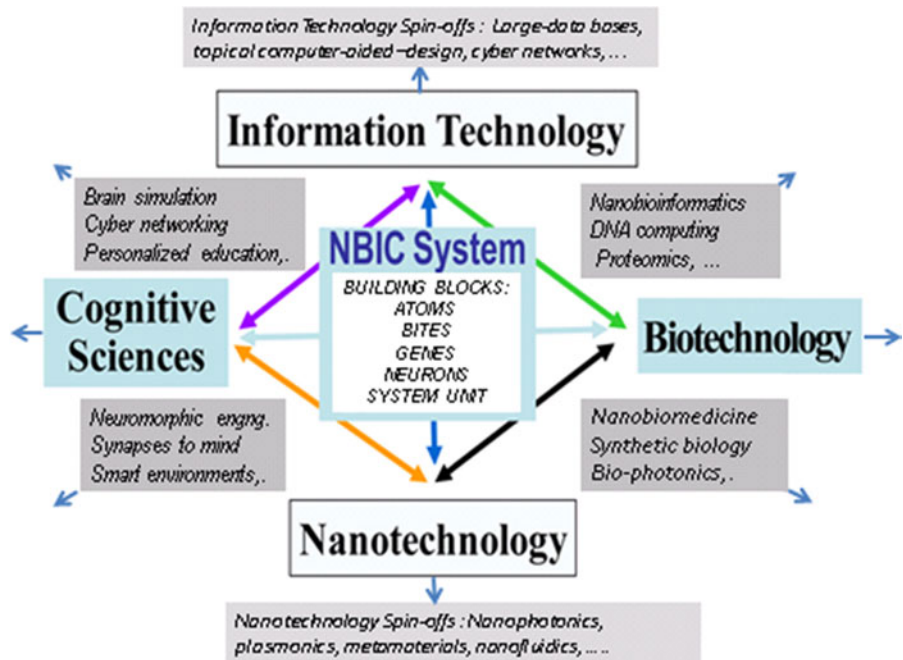 Information Technology Spin-offs : Large-data bases,
topical computer-aided-design, cyber networks, ...
Information Technology
Brain simulation
Cyber networking
Personalized education,.
Nanobioinformatics
DNA computing
Proteomics, ...
NBIC System
BUILDING BLOCKS:
ATOMS
BITES
GENES
NEURONS
SYSTEM UNIT
Cognitive
Sciences
Biotechnology
Neuromorphic engng.
Synapses to mind
Smart environments,.
Nanobiomedicine
Synthetic biology
Bio-photonics,.
Nanotechnology
Nanotechnology Spin-offs : Nanophotonics,
plasmonics, metamaterials, nanofluidics, ....